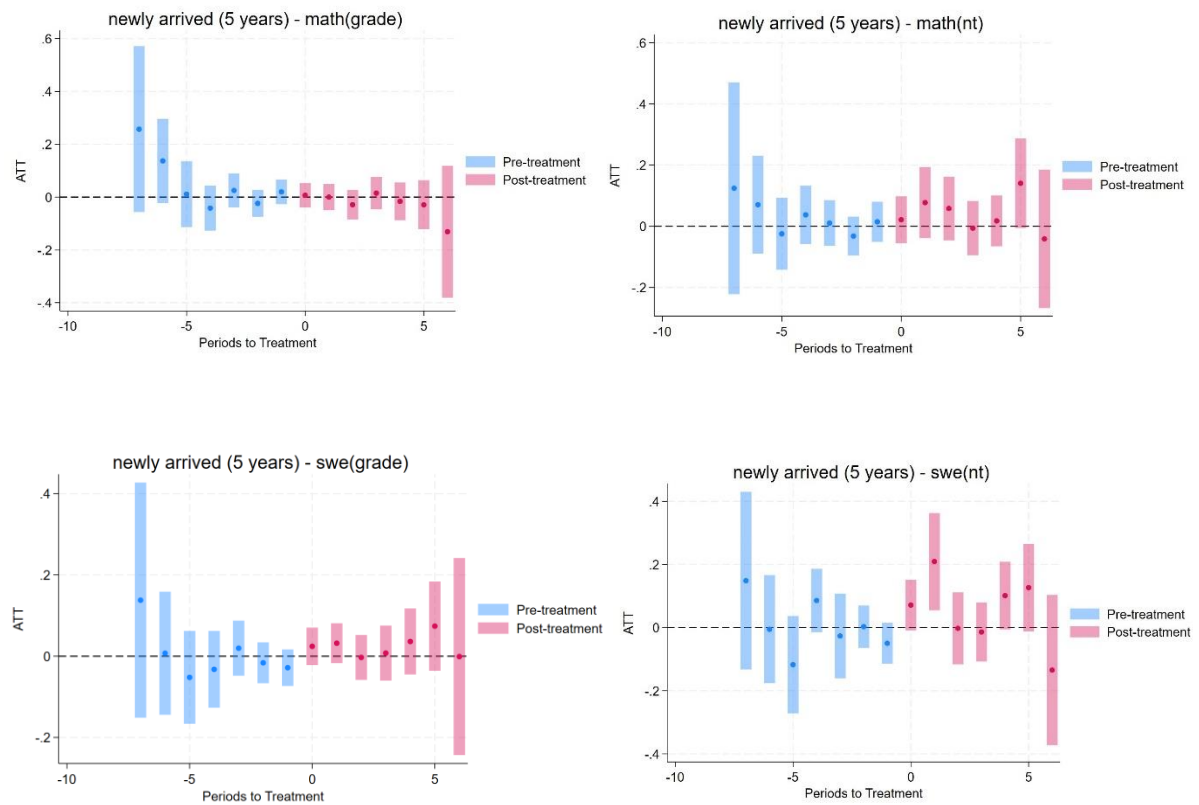 newly arrived (5 years) - math(grade)
.6
.4
.2
0
-.2
-.4
ATT
-10
-5
0
5
Periods to Treatment
Pre-treatment
Post-treatment
newly arrived (5 years) - math(nt)
.6
.4
.2
0
-.2
ATT
-10
-5
0
5
Periods to Treatment
Pre-treatment
Post-treatment
newly arrived (5 years) - swe(grade)
.4
.2
0
-.2
ATT
-10
-5
0
5
Periods to Treatment
Pre-treatment
Post-treatment
newly arrived (5 years) - swe(nt)
.4
.2
0
-.2
-.4
ATT
-10
-5
0
5
Periods to Treatment
Pre-treatment
Post-treatment